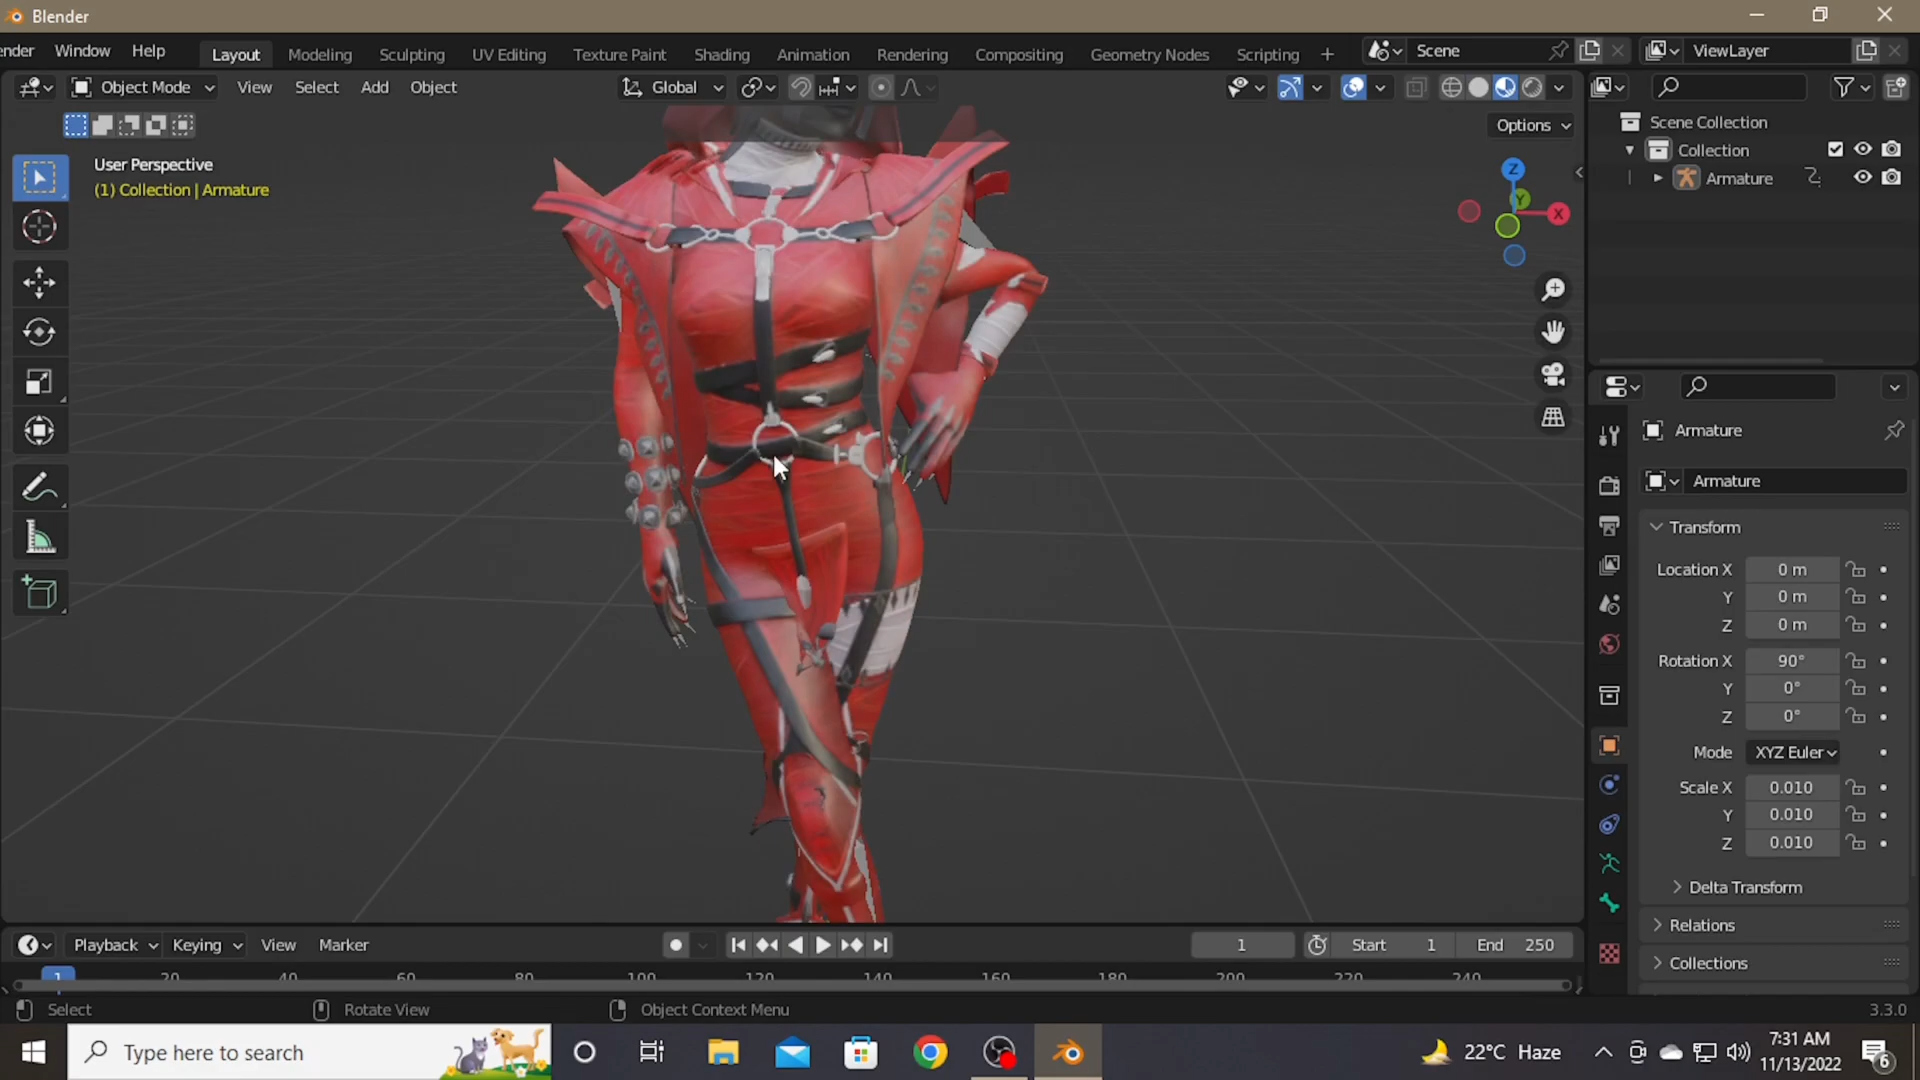 Blender
ender Window Help Layout Modeling Sculpting UV Editing Texture Paint Shading Animation Rendering Compositing Geometry Nodes Scripting + Scene ViewLayer
Object Mode View Select Add Object Global
Options
User Perspective
(1) Collection | Armature
Z
Y
X
Scene Collection
Collection
Armature
Armature
Armature
Transform
Location X 0 m
Y 0 m
Z 0 m
Rotation X 90°
Y 0°
Z 0°
Mode XYZ Euler
Scale X 0.010
Y 0.010
Z 0.010
Delta Transform
Relations
Collections
Playback Keying View Marker 1 Start 1 End 250
1 20 40 60 80 100 120 140 160 180 200 220 240
Select Rotate View Object Context Menu 3.3.0
Type here to search 22°C Haze 7:31 AM
11/13/2022 6